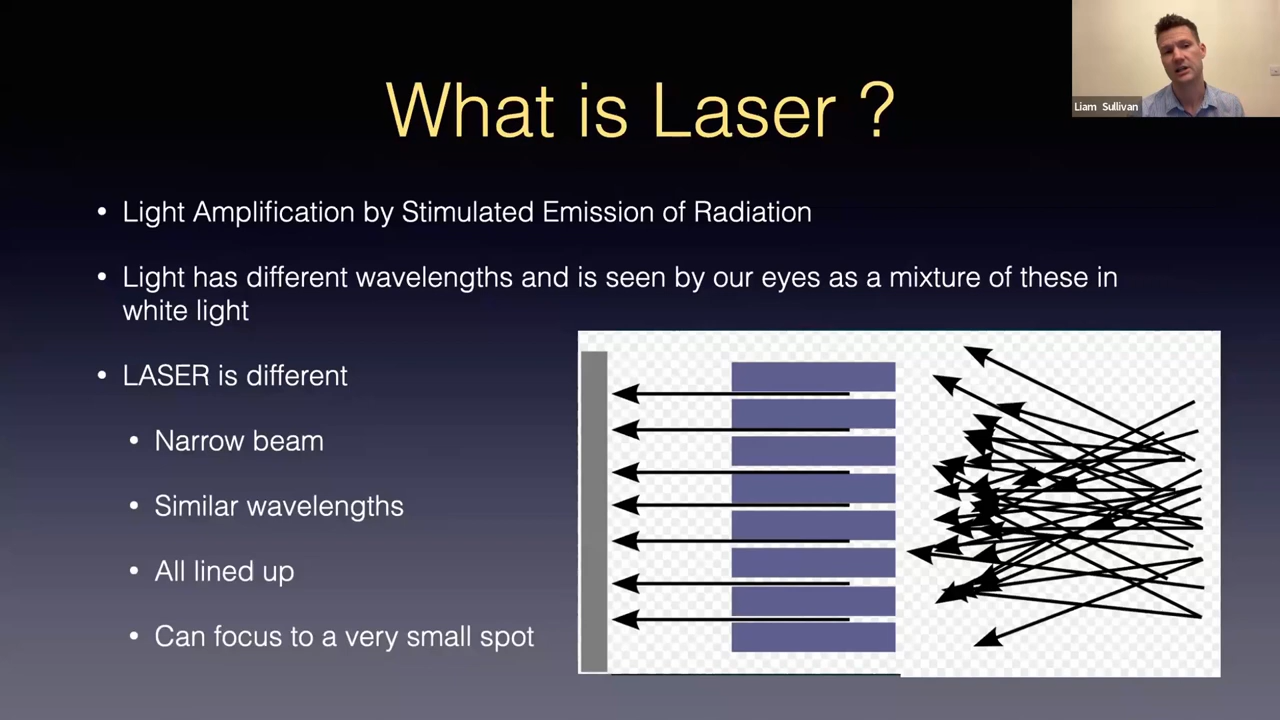 What is Laser ?
Liam Sullivan
• Light Amplification by Stimulated Emission of Radiation
• Light has different wavelengths and is seen by our eyes as a mixture of these in
white light
• LASER is different
• Narrow beam
• Similar wavelengths
• All lined up
• Can focus to a very small spot